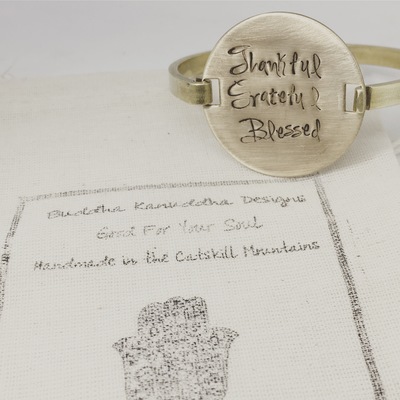 Thankful
Grateful
Blessed
Buddha Kanuddha Designs
Good For Your Soul
Handmade in the Catskill Mountains